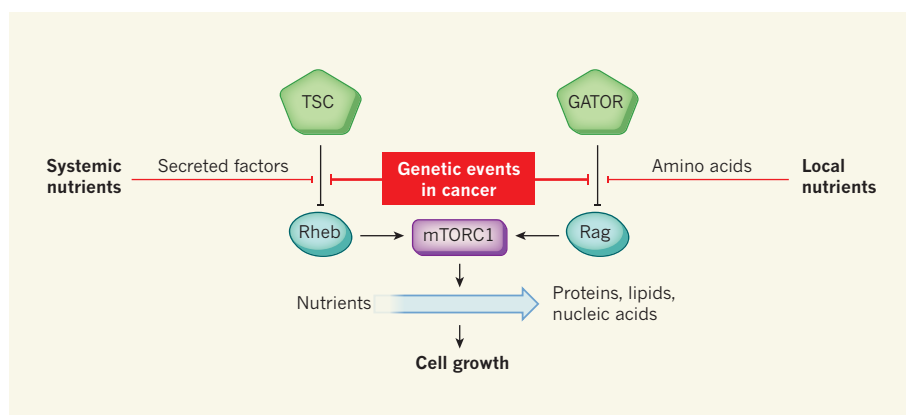 TSC
GATOR
Systemic
nutrients
Secreted factors
Genetic events
in cancer
Amino acids
Local
nutrients
Rheb
mTORC1
Rag
Nutrients
Proteins, lipids,
nucleic acids
Cell growth